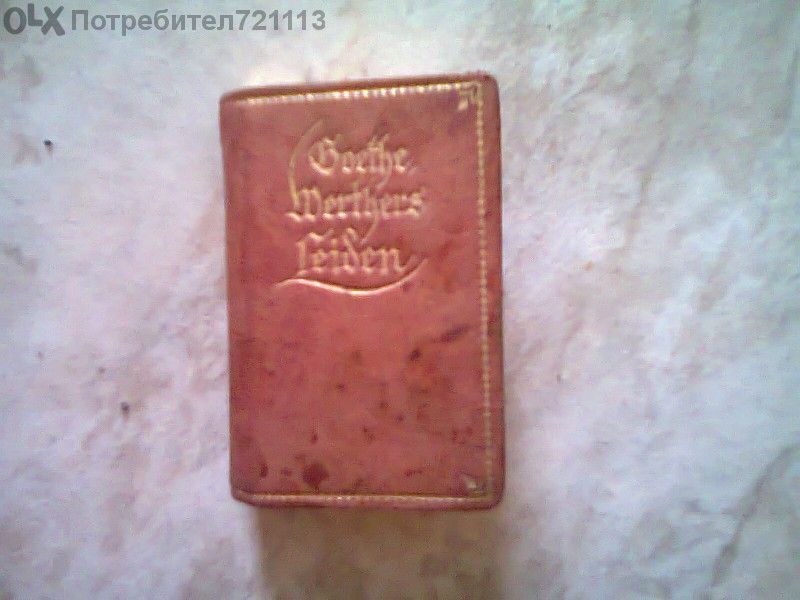 OLX Потребител721113
Goethe
Werthers
Leiden